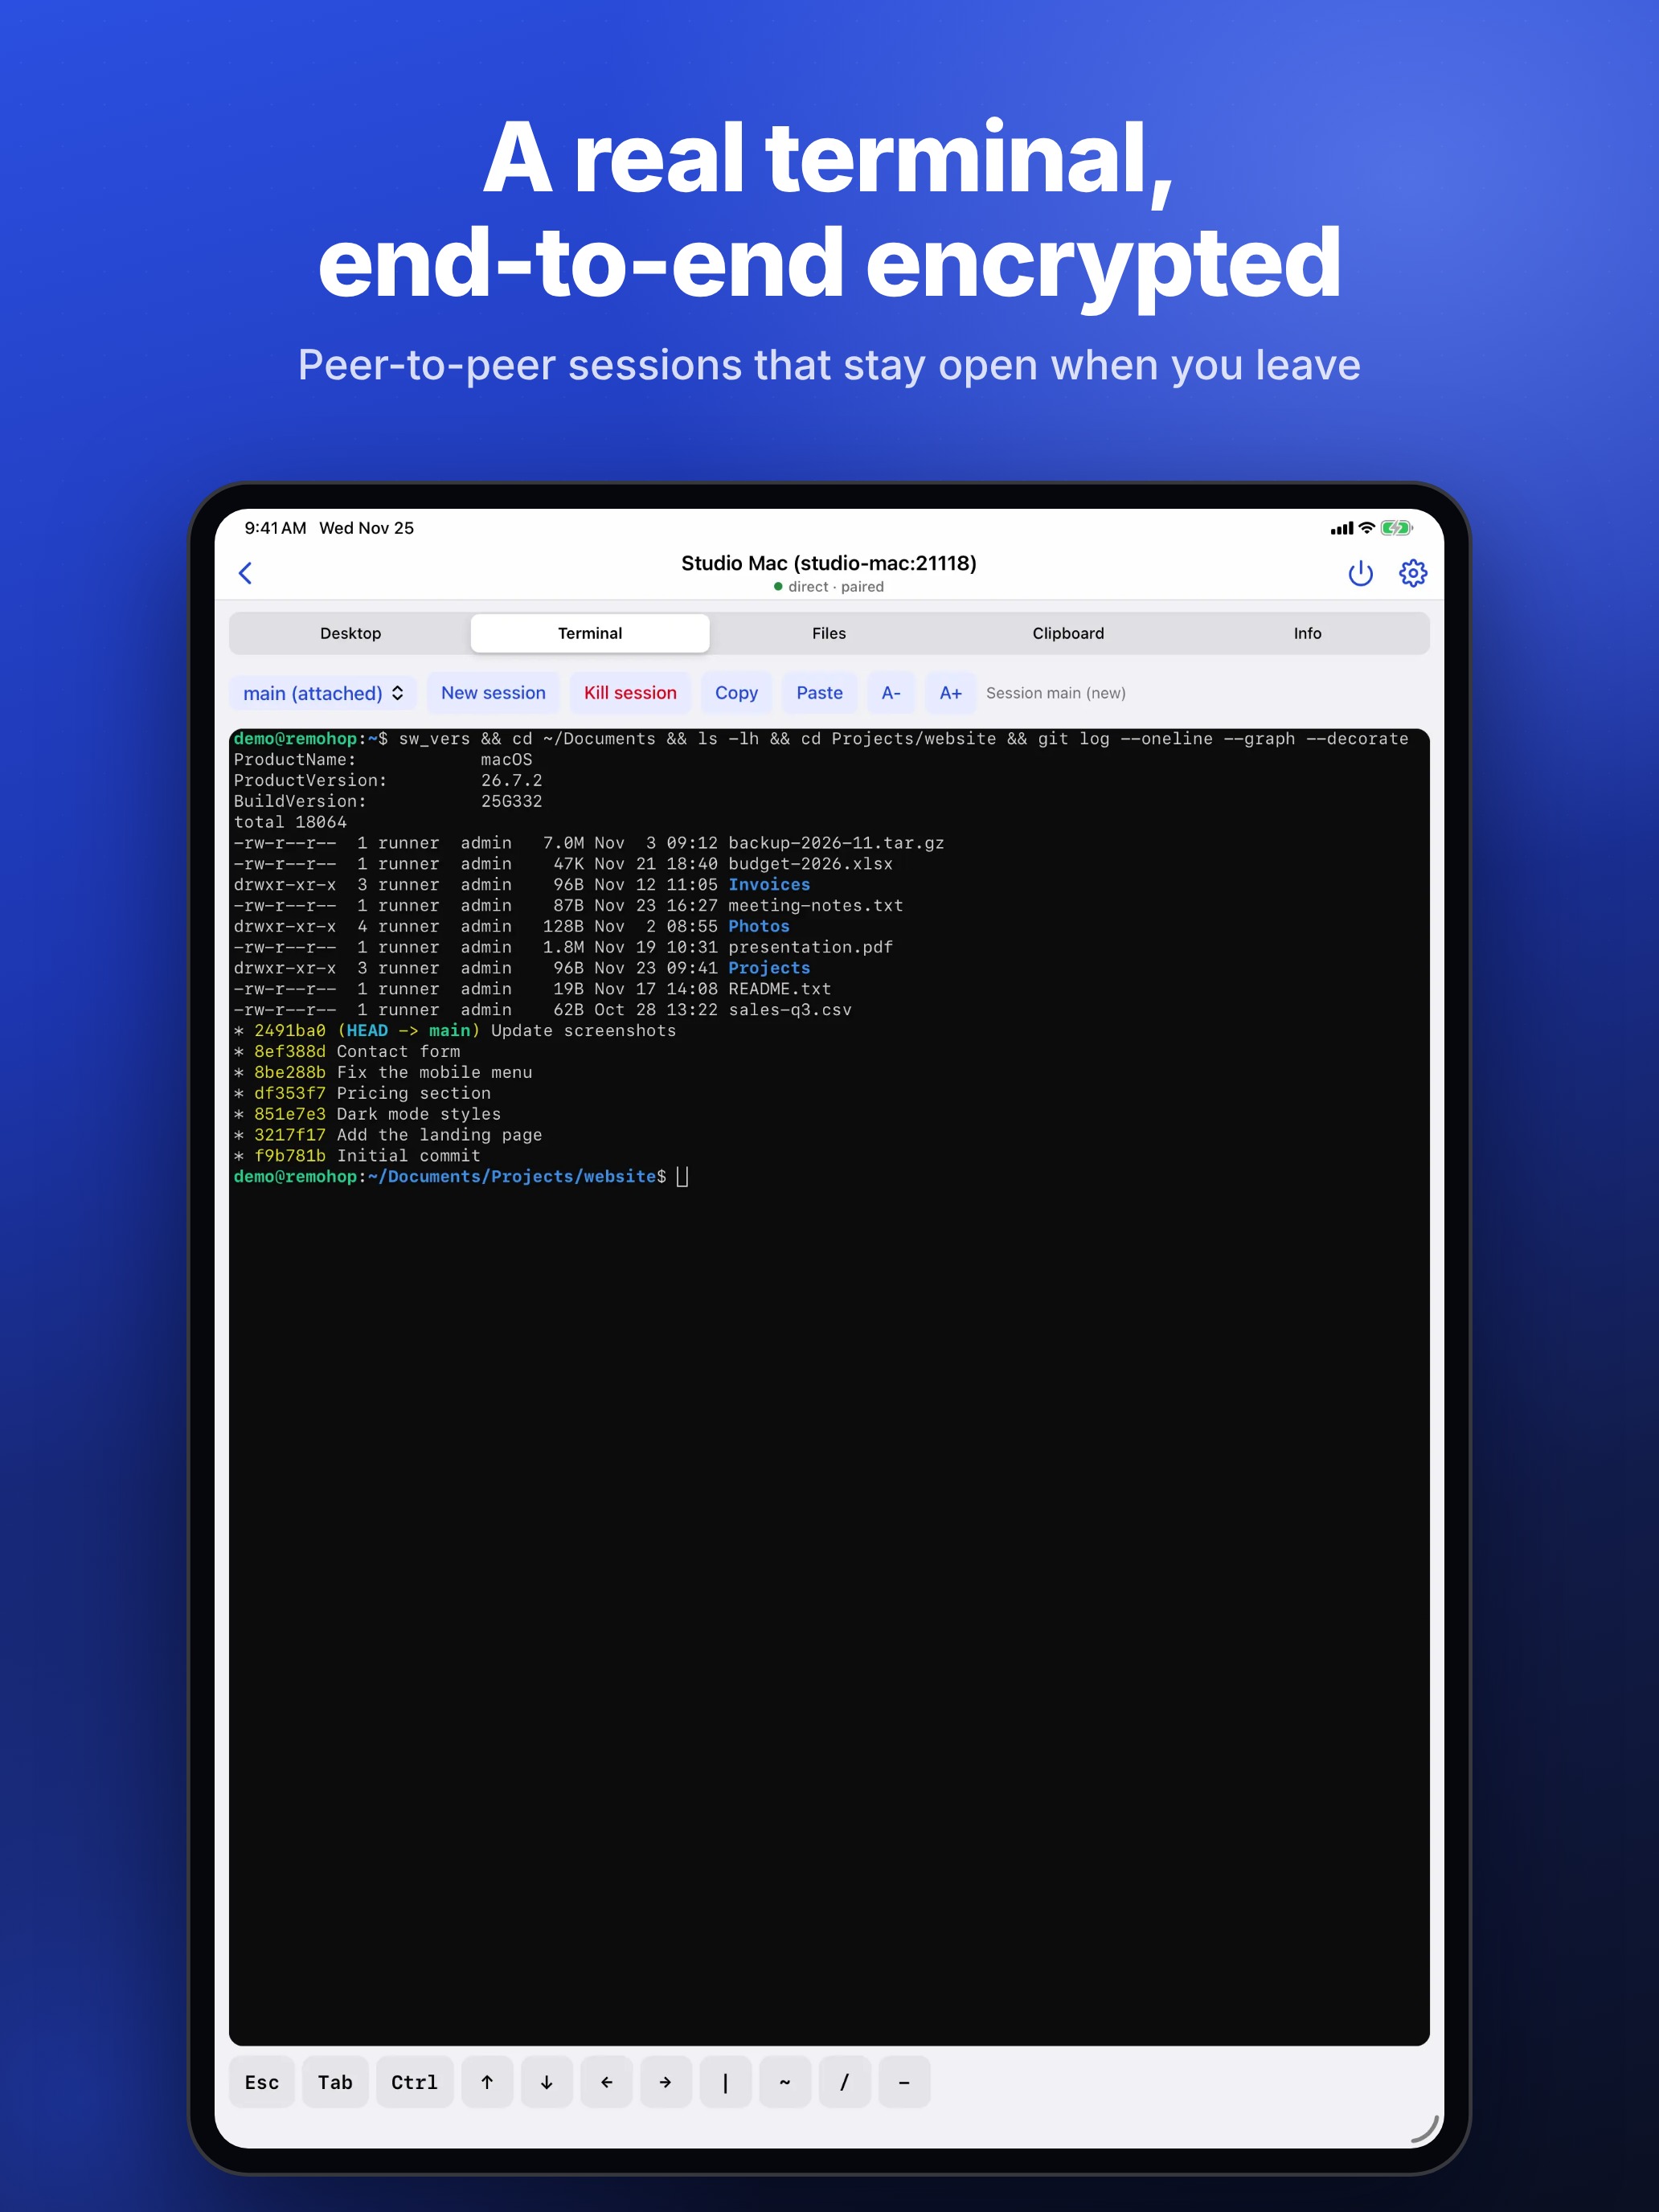 A real terminal,
end-to-end encrypted
Peer-to-peer sessions that stay open when you leave
9:41 AM Wed Nov 25
Studio Mac (studio-mac:21118)
direct · paired
Desktop Terminal Files Clipboard Info
main (attached) New session Kill session Copy Paste A- A+ Session main (new)
demo@remohop:~$ sw_vers && cd ~/Documents && ls -lh && cd Projects/website && git log --oneline --graph --decorate
ProductName: macOS
ProductVersion: 26.7.2
BuildVersion: 25G332
total 18064
-rw-r--r-- 1 runner admin 7.0M Nov 3 09:12 backup-2026-11.tar.gz
-rw-r--r-- 1 runner admin 47K Nov 21 18:40 budget-2026.xlsx
drwxr-xr-x 3 runner admin 96B Nov 12 11:05 Invoices
-rw-r--r-- 1 runner admin 87B Nov 23 16:27 meeting-notes.txt
drwxr-xr-x 4 runner admin 128B Nov 2 08:55 Photos
-rw-r--r-- 1 runner admin 1.8M Nov 19 10:31 presentation.pdf
drwxr-xr-x 3 runner admin 96B Nov 23 09:41 Projects
-rw-r--r-- 1 runner admin 19B Nov 17 14:08 README.txt
-rw-r--r-- 1 runner admin 62B Oct 28 13:22 sales-q3.csv
* 2491ba0 (HEAD -> main) Update screenshots
* 8ef388d Contact form
* 8be288b Fix the mobile menu
* df353f7 Pricing section
* 851e7e3 Dark mode styles
* 3217f17 Add the landing page
* f9b781b Initial commit
demo@remohop:~/Documents/Projects/website$
Esc Tab Ctrl ↑ ↓ ← → | ~ / -